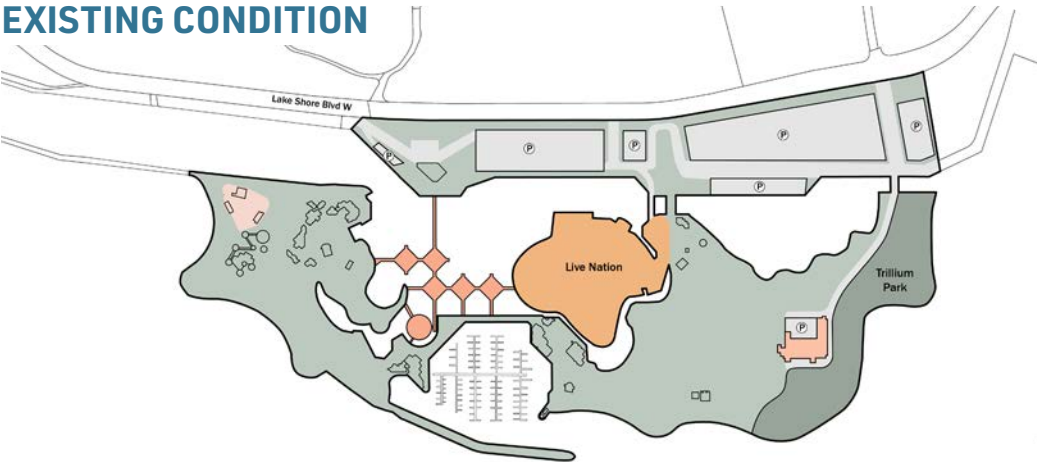 EXISTING CONDITION
Lake Shore Blvd W
P
P
P
P
P
P
Live Nation
Trillium
Park
P